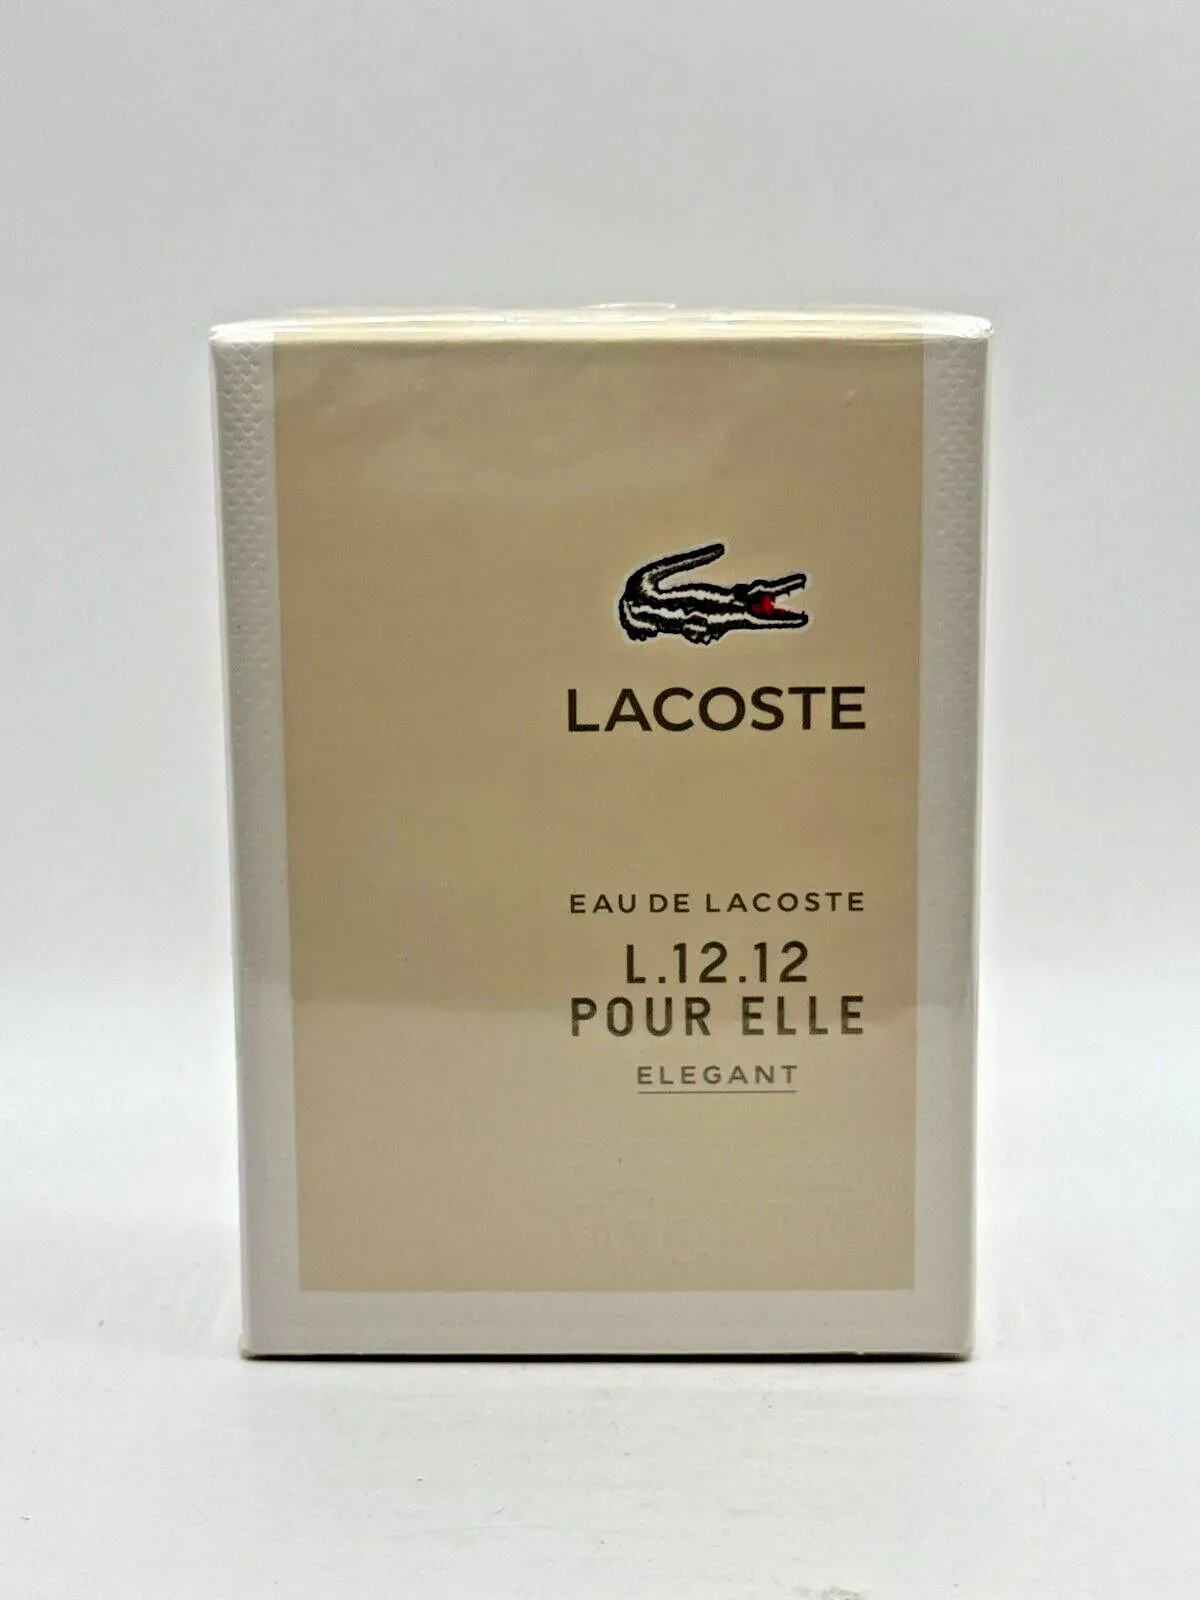 LACOSTE
EAU DE LACOSTE
L.12.12
POUR ELLE
ELEGANT